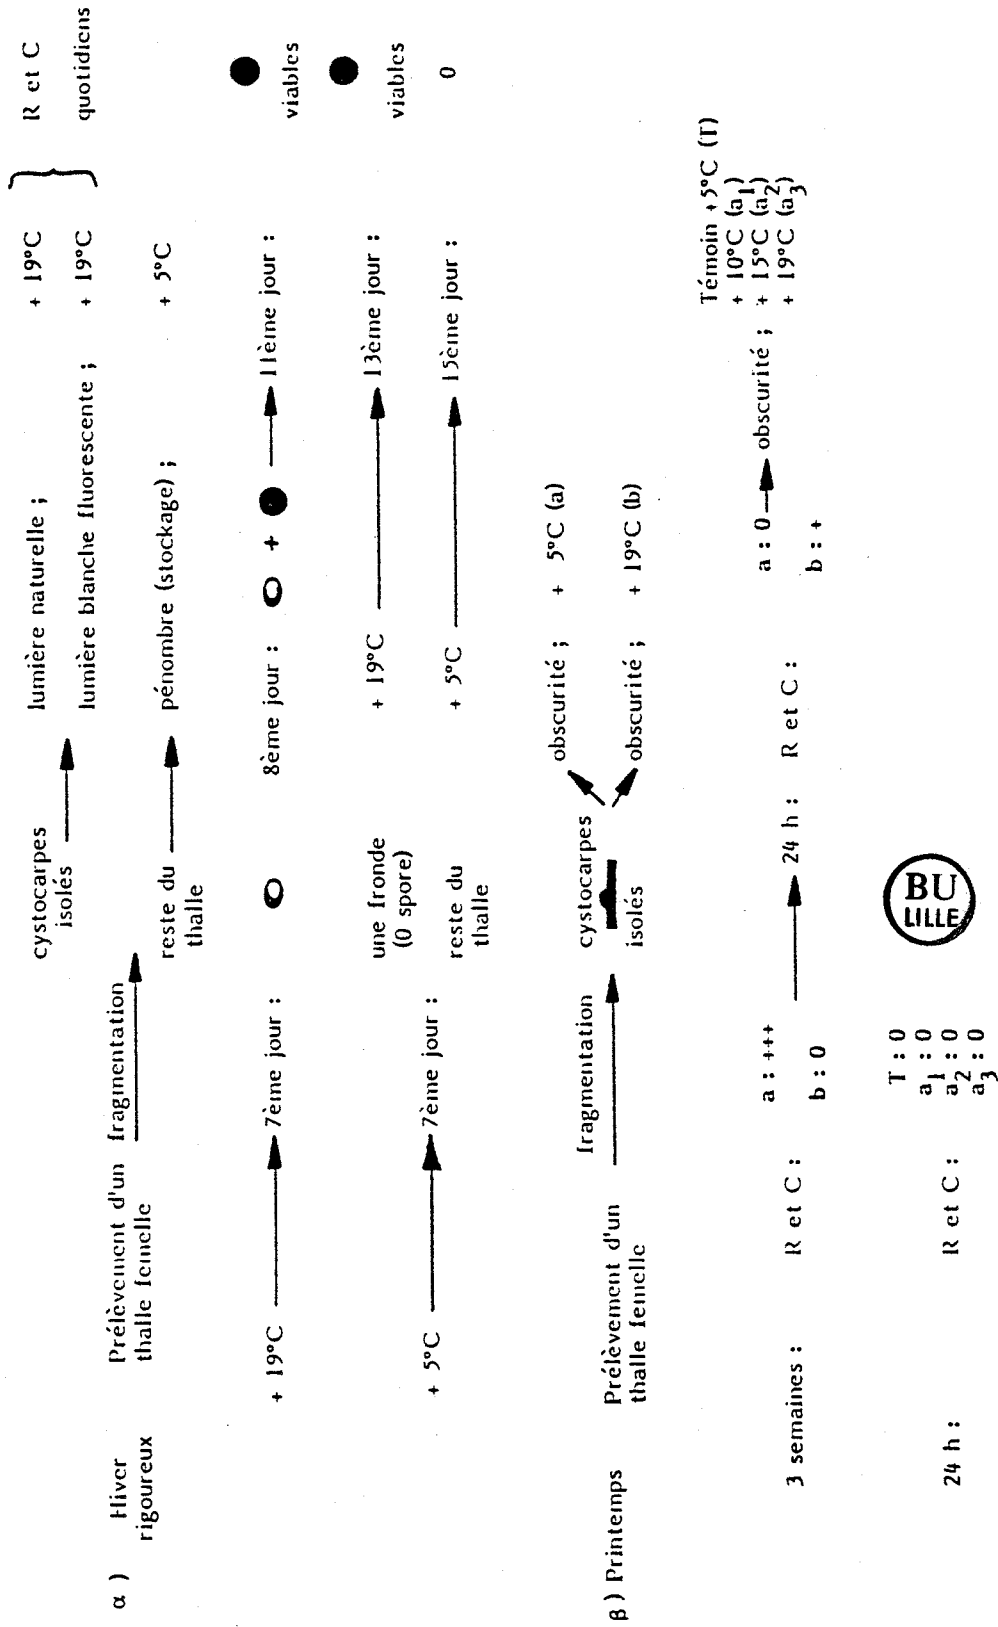 α ) Hiver
rigoureux
Prélèvement d'un
thalle femelle
fragmentation
cystocarpes
isolés
lumière naturelle ; + 19°C
lumière blanche fluorescente ; + 19°C
R et C
quotidiens
reste du
thalle
pénombre (stockage) ; + 5°C
+ 19°C 7ème jour : 8ème jour : + 11ème jour :
viables
+ 5°C 7ème jour :
une fronde
(0 spore)
+ 19°C 13ème jour :
viables
reste du
thalle
+ 5°C 15ème jour : 0
β ) Printemps
Prélèvement d'un
thalle femelle
fragmentation
cystocarpes
isolés
obscurité ; + 5°C (a)
obscurité ; + 19°C (b)
3 semaines : R et C : a : +++
b : 0
24 h : R et C : a : 0
b : +
obscurité ;
Témoin +5°C (T)
+ 10°C (a1)
+ 15°C (a2)
+ 19°C (a3)
24 h : R et C :
T : 0
a1 : 0
a2 : 0
a3 : 0
BU
LILLE